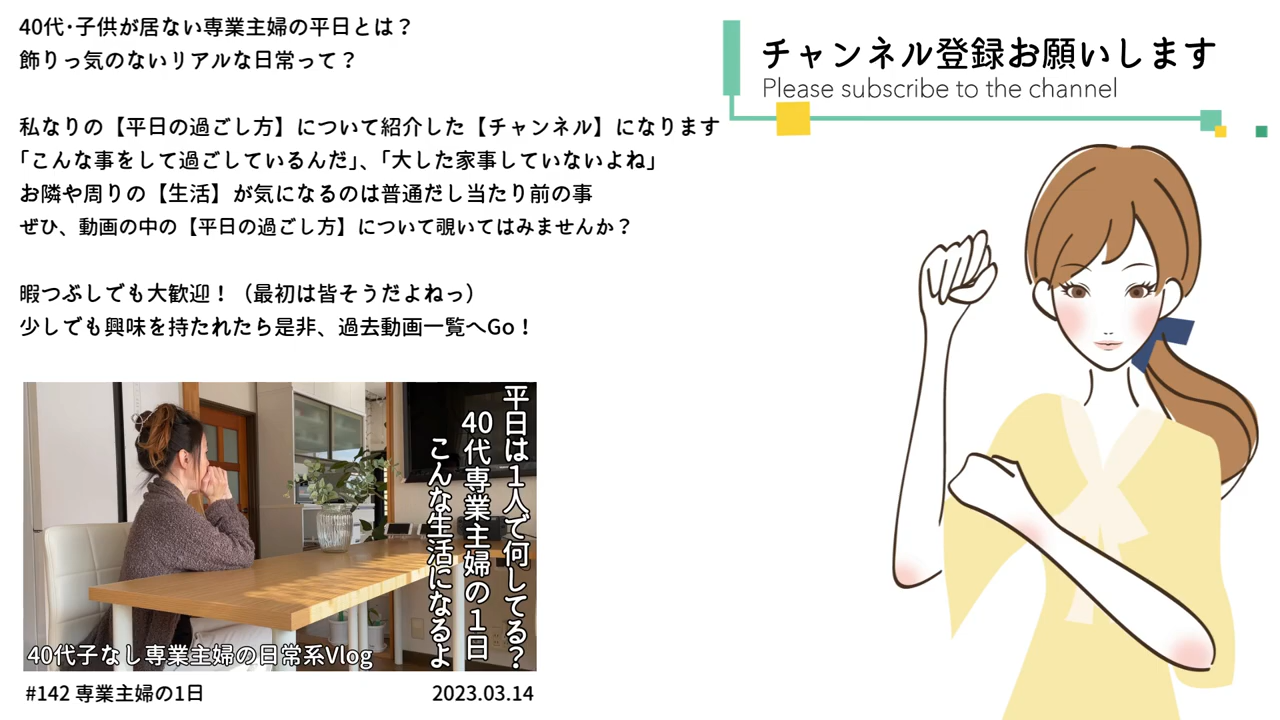 40代･子供が居ない専業主婦の平日とは？
飾りっ気のないリアルな日常って？
私なりの【平日の過ごし方】について紹介した【チャンネル】になります
「こんな事をして過ごしているんだ」、「大した家事していないよね」
お隣や周りの【生活】が気になるのは普通だし当たり前の事
ぜひ、動画の中の【平日の過ごし方】について覗いてはみませんか？
暇つぶしでも大歓迎！（最初は皆そうだよねっ）
少しでも興味を持たれたら是非、過去動画一覧へGo！
チャンネル登録お願いします
Please subscribe to the channel
平日は１人で何してる？
40代専業主婦の１日
こんな生活になるよ
40代子なし専業主婦の日常系Vlog
#142 専業主婦の1日
2023.03.14